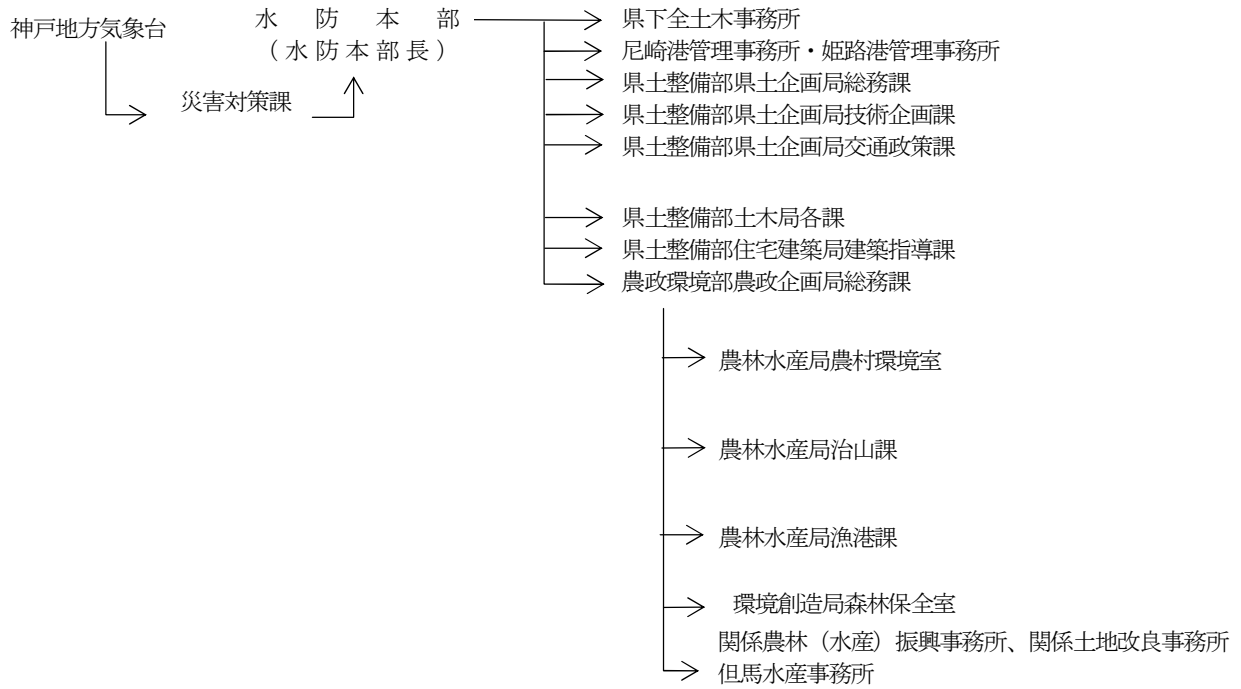 神戸地方気象台
水防本部
（水防本部長）
災害対策課
県下全土木事務所
尼崎港管理事務所・姫路港管理事務所
県土整備部県土企画局総務課
県土整備部県土企画局技術企画課
県土整備部県土企画局交通政策課
県土整備部土木局各課
県土整備部住宅建築局建築指導課
農政環境部農政企画局総務課
農林水産局農村環境室
農林水産局治山課
農林水産局漁港課
環境創造局森林保全室
関係農林（水産）振興事務所、関係土地改良事務所
但馬水産事務所